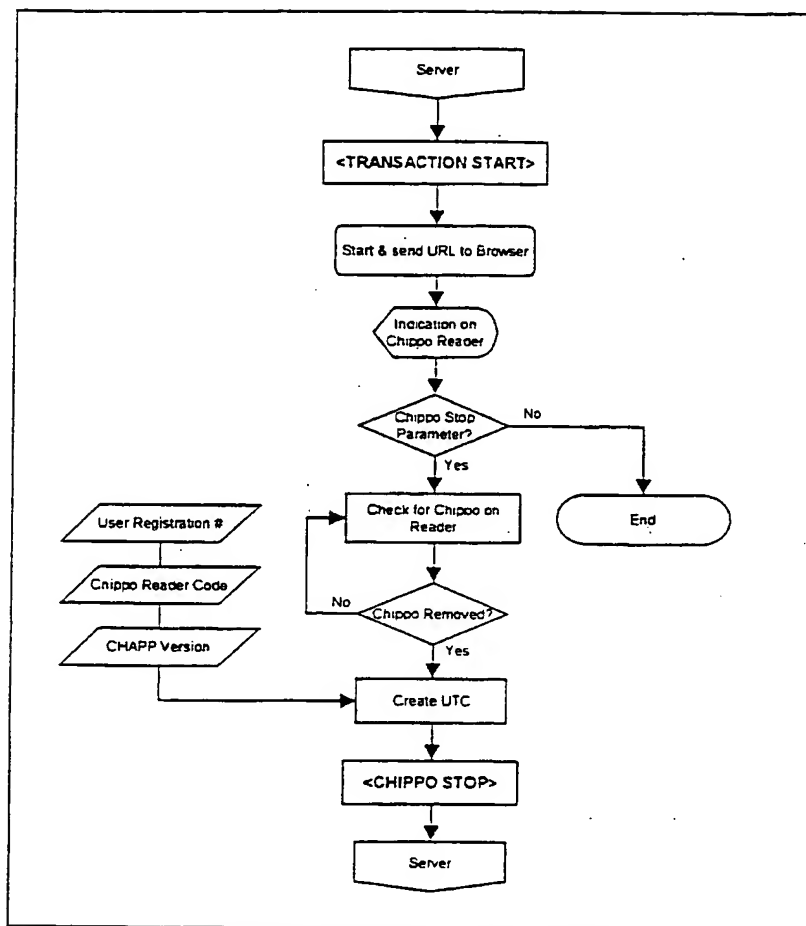 Server
<TRANSACTION START>
Start & send URL to Browser
Indication on
Chippo Reader
Chippo Stop
Parameter?
No
Yes
User Registration #
Check for Chippo on
Reader
End
Chippo Reader Code
No
Chippo Removed?
CHAPP Version
Yes
Create UTC
<CHIPPO STOP>
Server